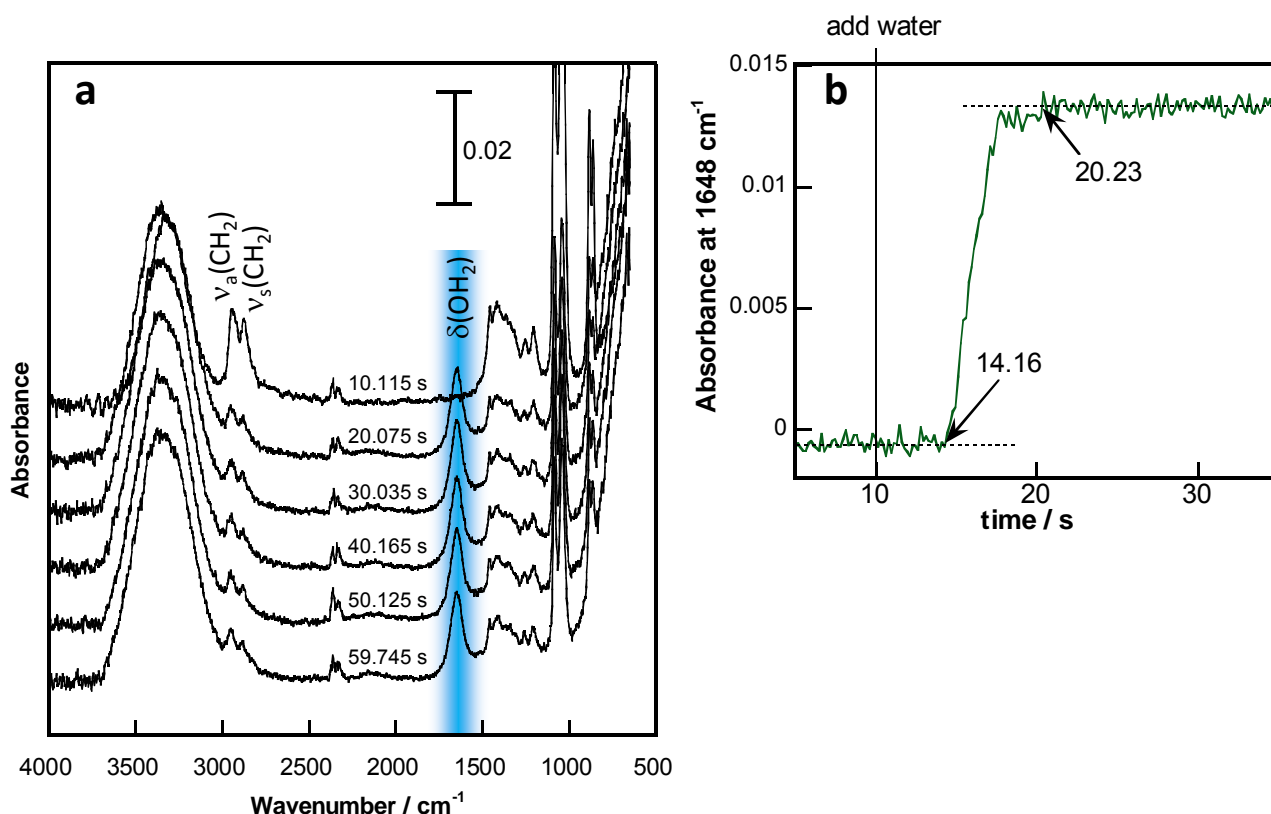 a
0.02
νa(CH2)
νs(CH2)
δ(OH2)
10.115 s
20.075 s
30.035 s
40.165 s
50.125 s
59.745 s
Absorbance
4000 3500 3000 2500 2000 1500 1000 500
Wavenumber / cm-1
add water
b
0.015
0.01
0.005
0
Absorbance at 1648 cm-1
20.23
14.16
10 20 30
time / s